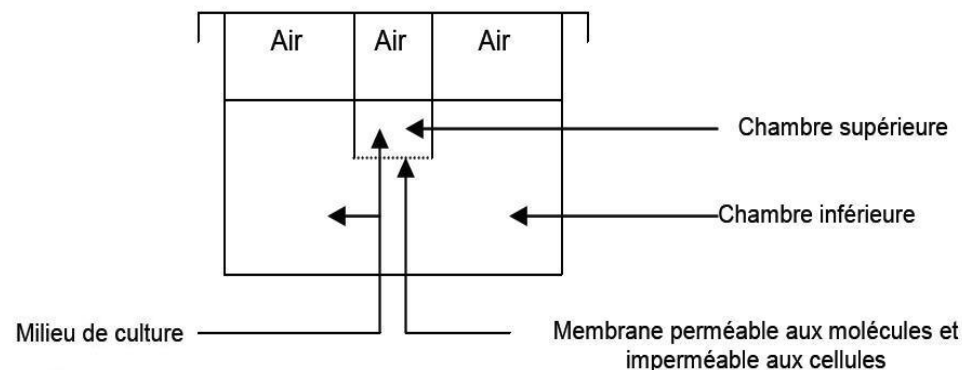 Air Air Air
Chambre supérieure
Chambre inférieure
Milieu de culture
Membrane perméable aux molécules et
imperméable aux cellules